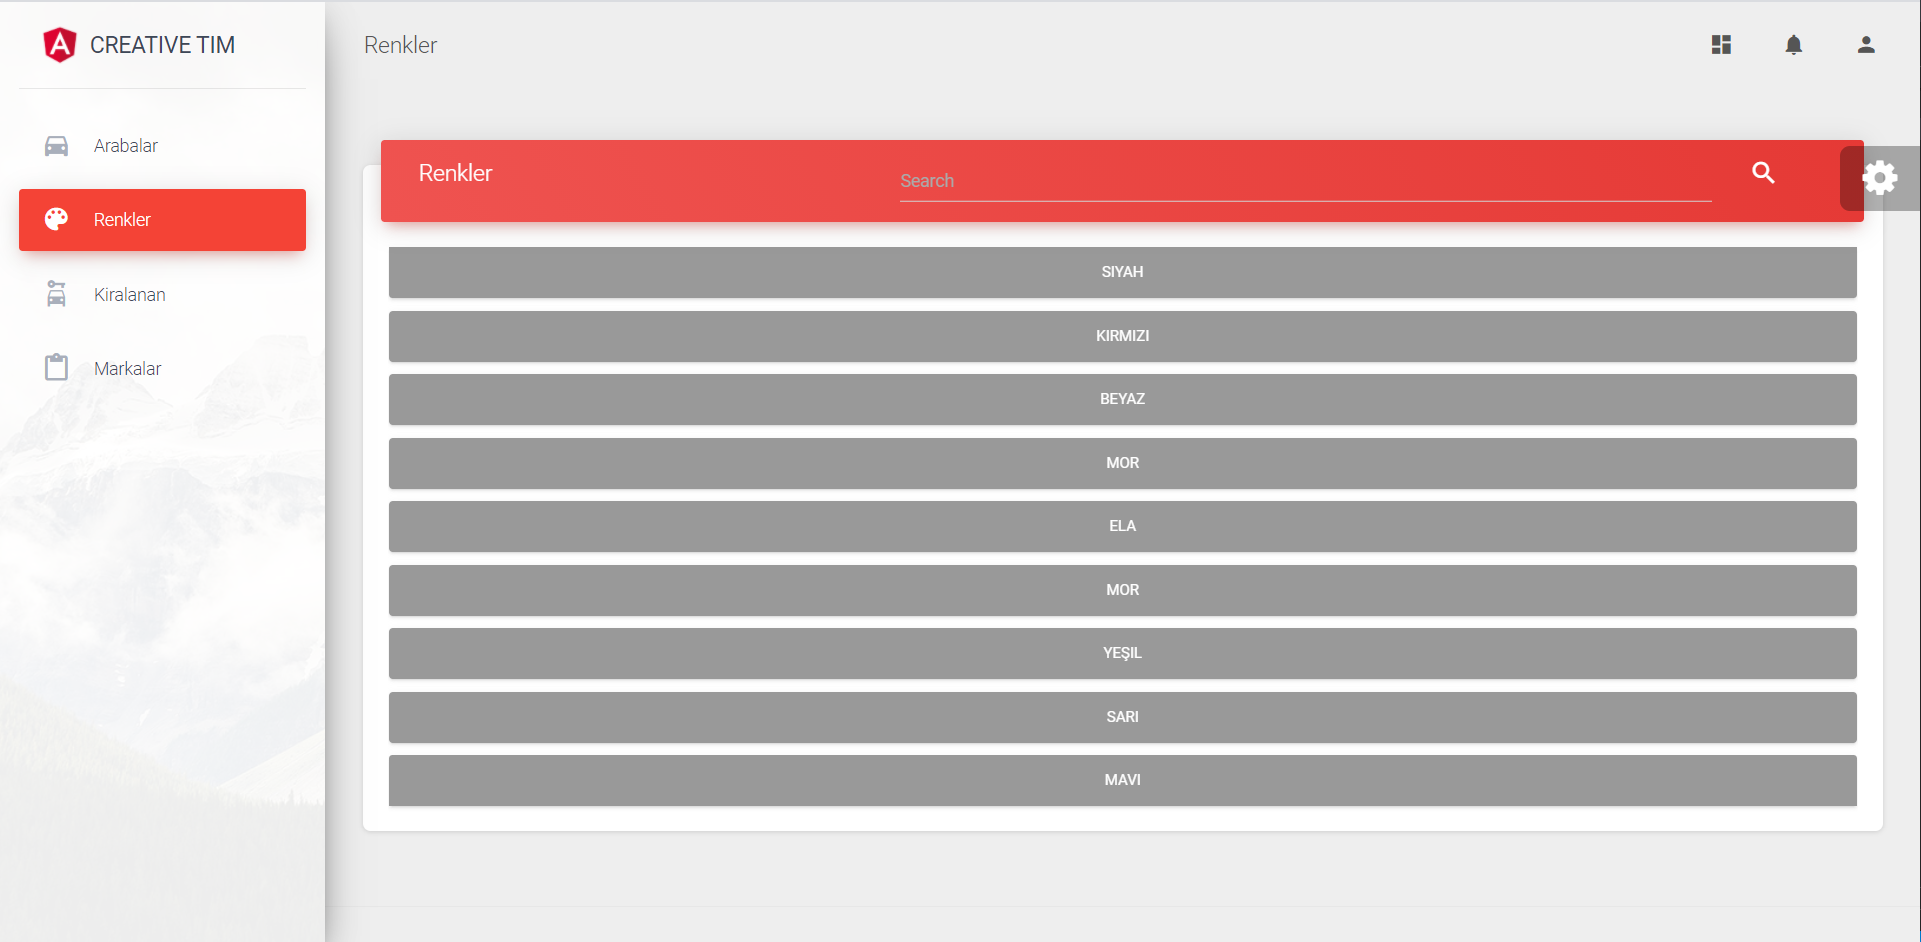 CREATIVE TIM
Arabalar
Renkler
Kiralanan
Markalar
Renkler
Renkler
Search
SIYAH
KIRMIZI
BEYAZ
MOR
ELA
MOR
YEŞIL
SARI
MAVI